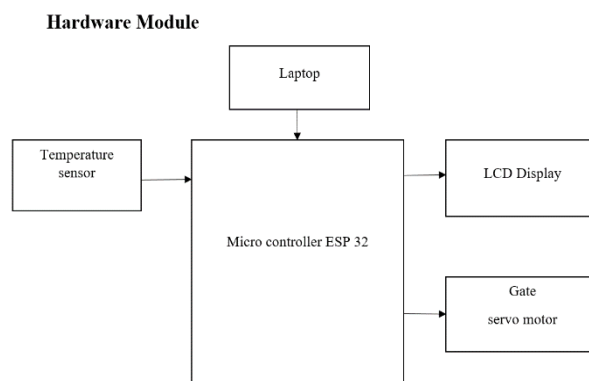 Hardware Module
Laptop
Temperature
sensor
LCD Display
Micro controller ESP 32
Gate
servo motor